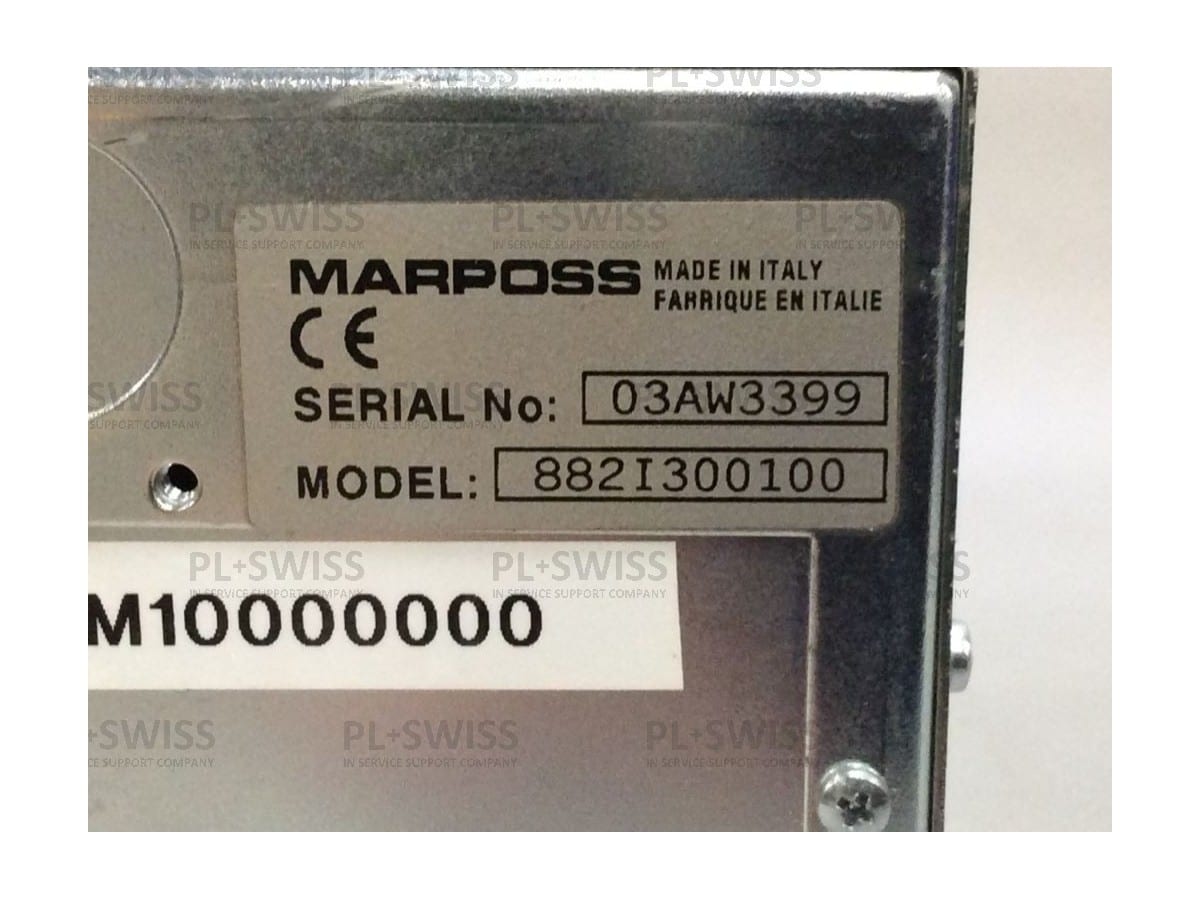 MARPOSS MADE IN ITALY
FABRIQUE EN ITALIE
CE
SERIAL No: 03AW3399
MODEL: 882I300100
M10000000
PL+SWISS
IN SERVICE SUPPORT COMPANY